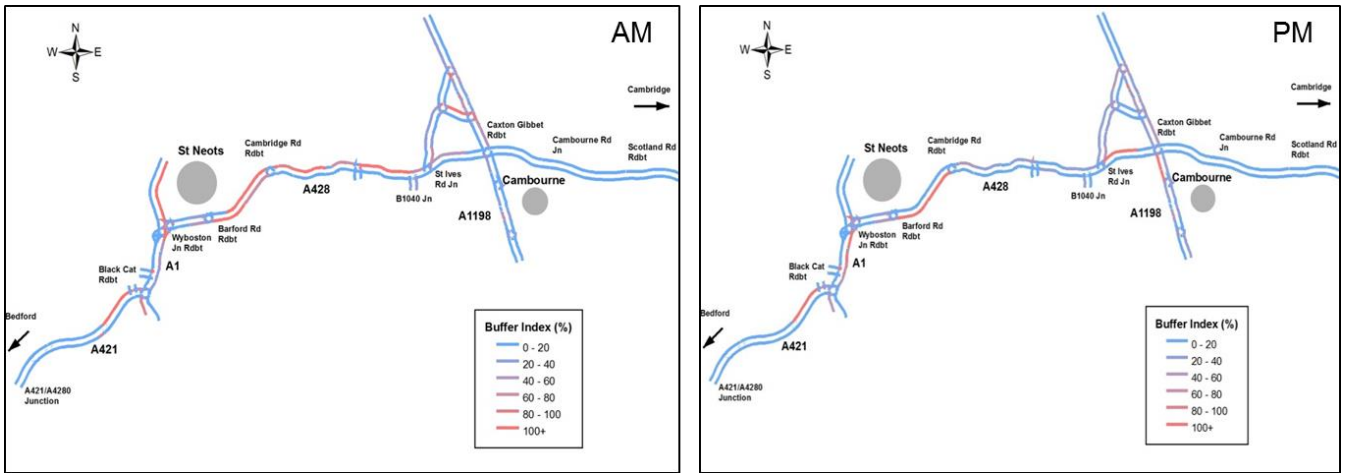 AM
N
W E
S
Cambridge
Caxton Gibbet
Rdbt
Cambourne Rd
Jn
Scotland Rd
Rdbt
Cambridge Rd
Rdbt
St Neots
St Ives
Rd Jn
Cambourne
A428
B1040 Jn
A1198
Barford Rd
Rdbt
Wyboston
Jn Rdbt
A1
Black Cat
Rdbt
Bedford
A421
A421/A4280
Junction
Buffer Index (%)
0 - 20
20 - 40
40 - 60
60 - 80
80 - 100
100+
PM
N
W E
S
Cambridge
Caxton Gibbet
Rdbt
Cambourne Rd
Jn
Scotland Rd
Rdbt
Cambridge Rd
Rdbt
St Neots
St Ives
Rd Jn
Cambourne
A428
B1040 Jn
A1198
Barford Rd
Rdbt
Wyboston
Jn Rdbt
A1
Black Cat
Rdbt
Bedford
A421
A421/A4280
Junction
Buffer Index (%)
0 - 20
20 - 40
40 - 60
60 - 80
80 - 100
100+